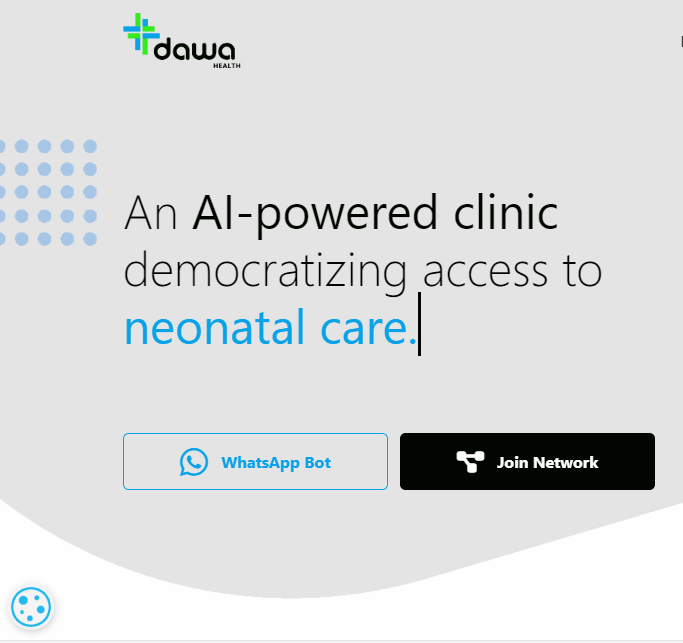 dawa
HEALTH
An AI-powered clinic
democratizing access to
neonatal care.
WhatsApp Bot
Join Network